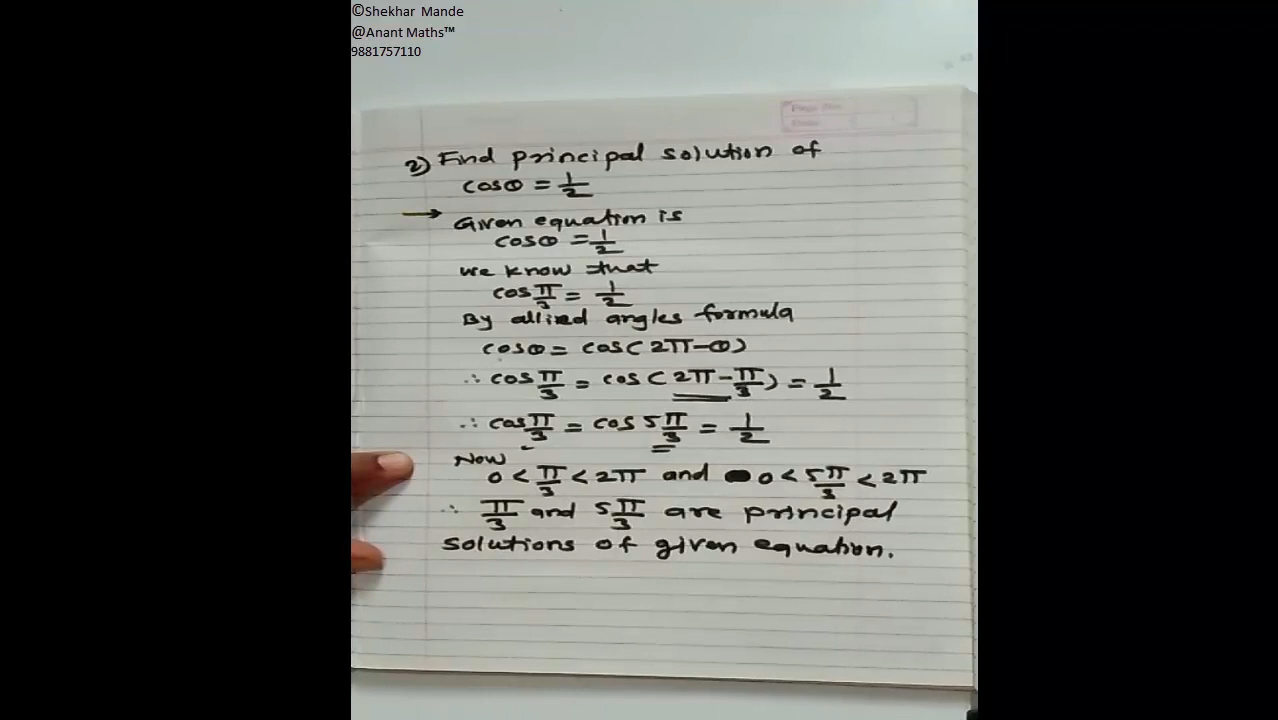 ©Shekhar Mande
@Anant Maths™
9881757110
Page No.
Date
2) Find principal solution of
cosθ = 1/2
→ Given equation is
cosθ = 1/2
we know that
cos π/3 = 1/2
By allied angles formula
cosθ = cos(2π-θ)
∴ cos π/3 = cos(2π - π/3) = 1/2
∴ cos π/3 = cos 5π/3 = 1/2
Now
0 < π/3 < 2π and 0 < 5π/3 < 2π
∴ π/3 and 5π/3 are principal
solutions of given equation.